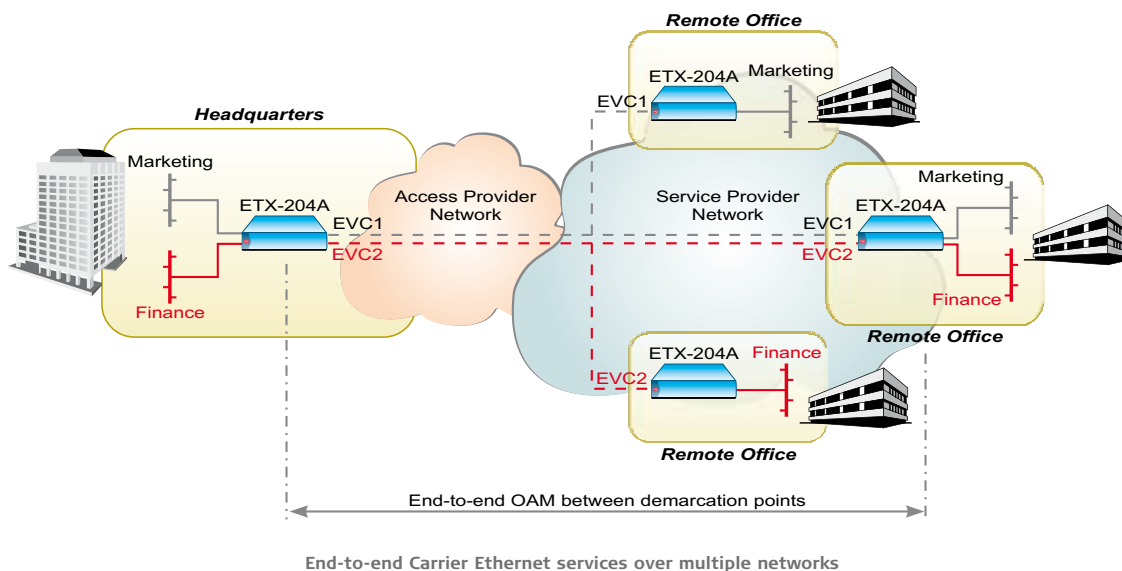 Remote Office
ETX-204A
Marketing
EVC1
Headquarters
Marketing
ETX-204A
EVC1
EVC2
Finance
Access Provider
Network
Service Provider
Network
Marketing
ETX-204A
EVC1
EVC2
Finance
Remote Office
ETX-204A
Finance
EVC2
Remote Office
End-to-end OAM between demarcation points
End-to-end Carrier Ethernet services over multiple networks